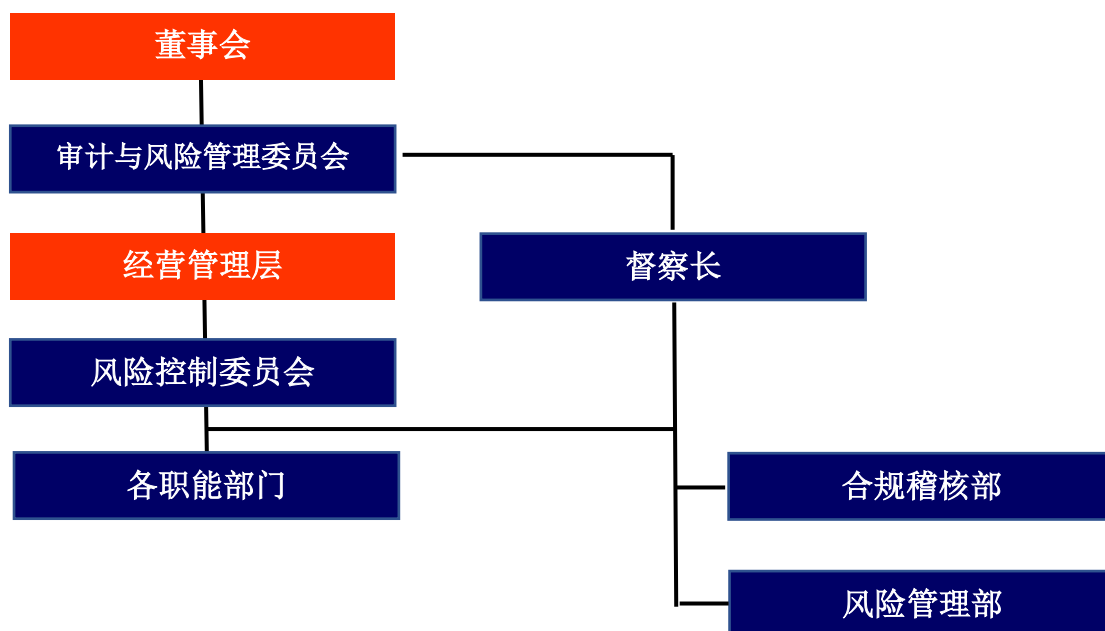 董事会
审计与风险管理委员会
经营管理层
督察长
风险控制委员会
各职能部门
合规稽核部
风险管理部